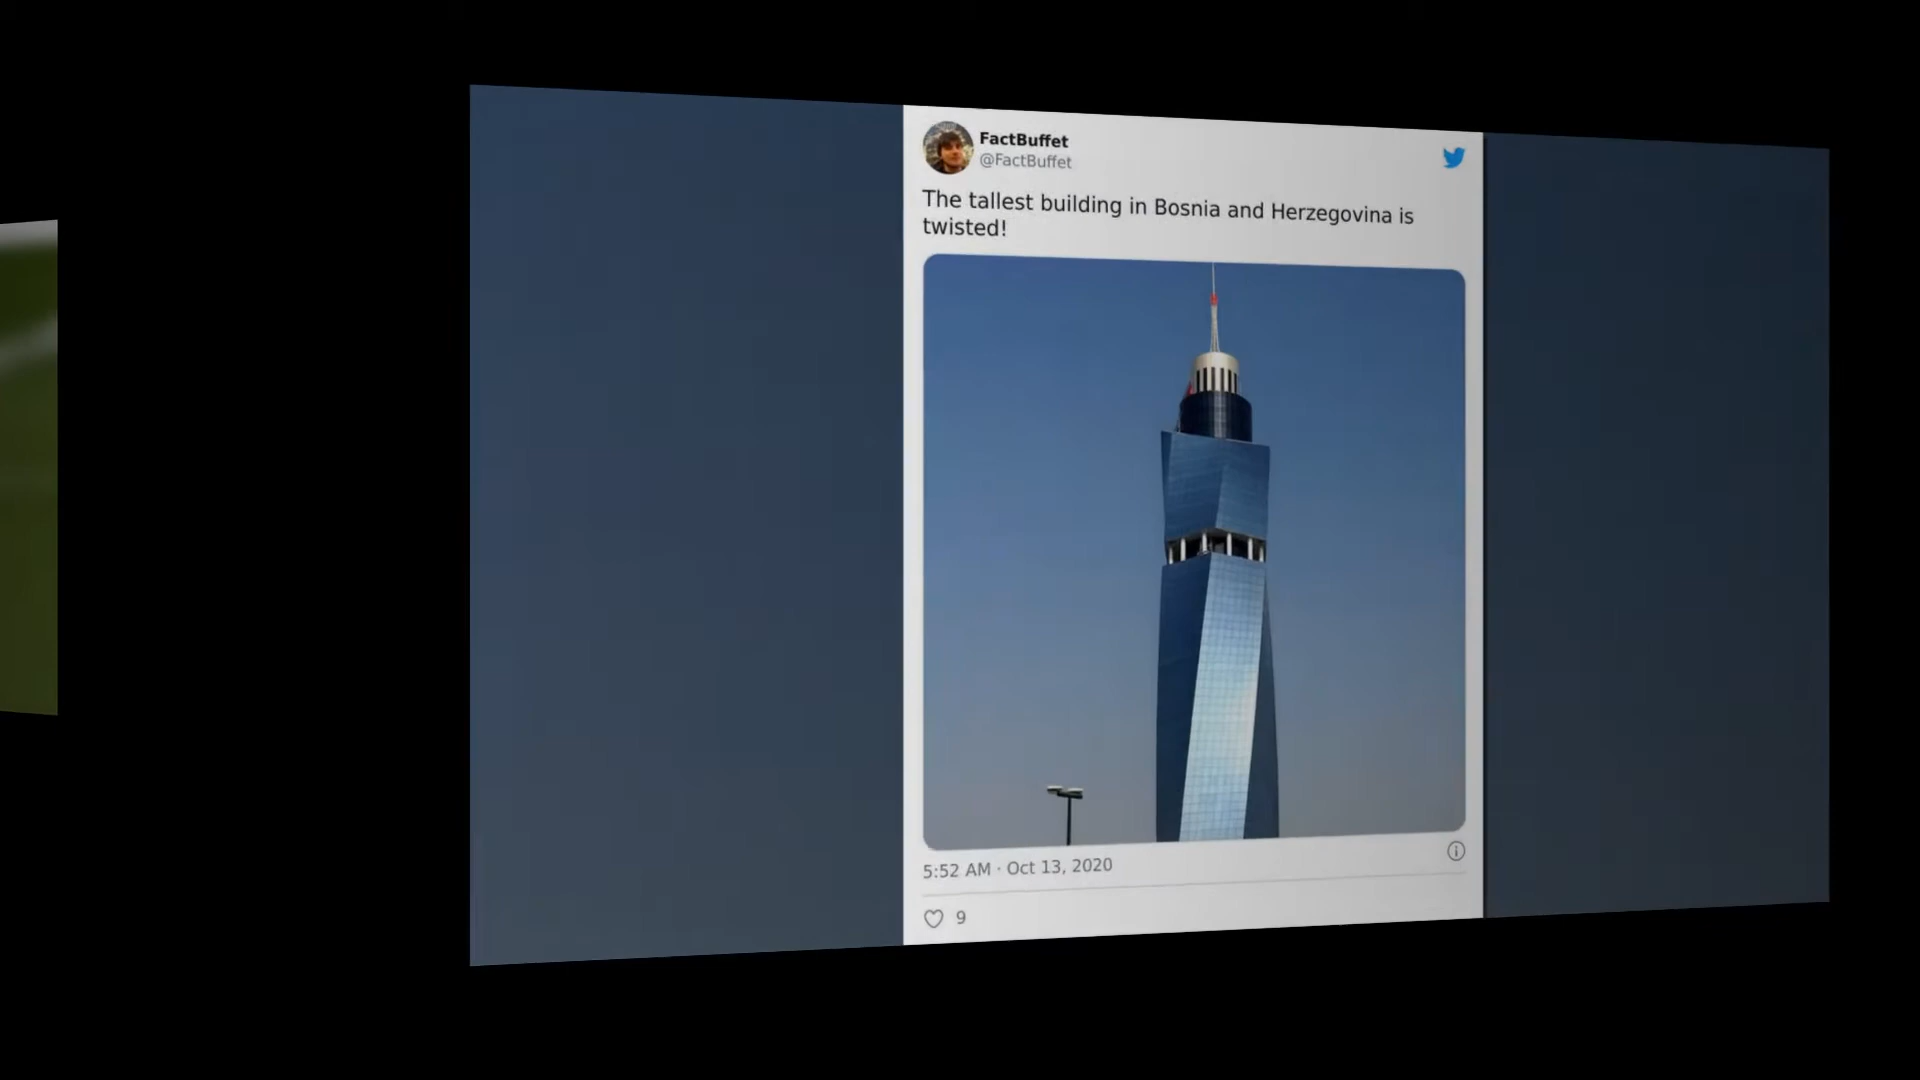 FactBuffet
@FactBuffet
The tallest building in Bosnia and Herzegovina is
twisted!
5:52 AM · Oct 13, 2020
9